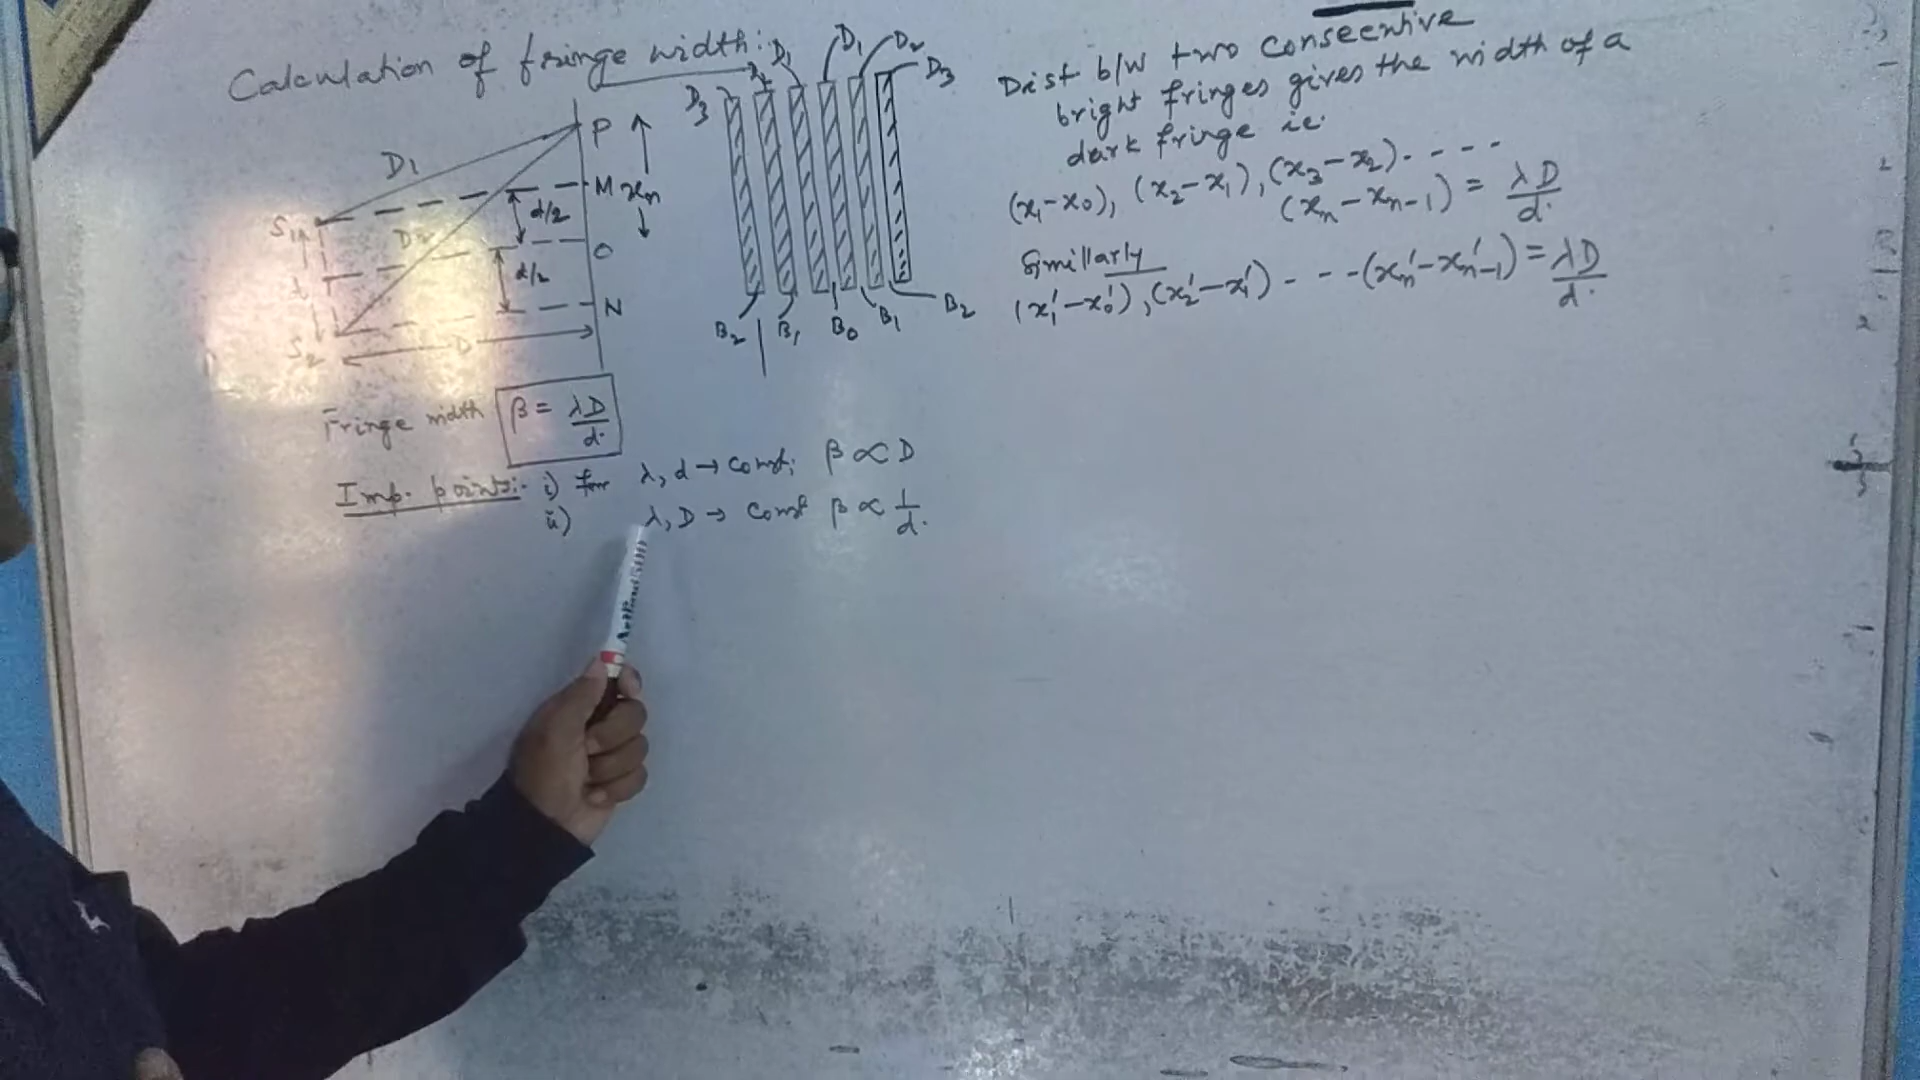 Calculation of fringe width:
D3 D2 D1 D1 D2 D3
P
D1
M xn
S1 d/2
D2
O
d d/2
N
S2 D
B2 B1 B0 B1 B2
Fringe width β = λD/d.
Imp. points:- i) for λ, d → const; β ∝ D
ii) λ, D → const β ∝ 1/d.
Dist b/w two consecutive
bright fringes gives the width of a
dark fringe ie.
(x1-x0), (x2-x1), (x3-x2).----
(xn-xn-1) = λD/d.
Simillarly
(x1'-x0'), (x2'-x1') - - - -(xn'-xn'-1) = λD/d.